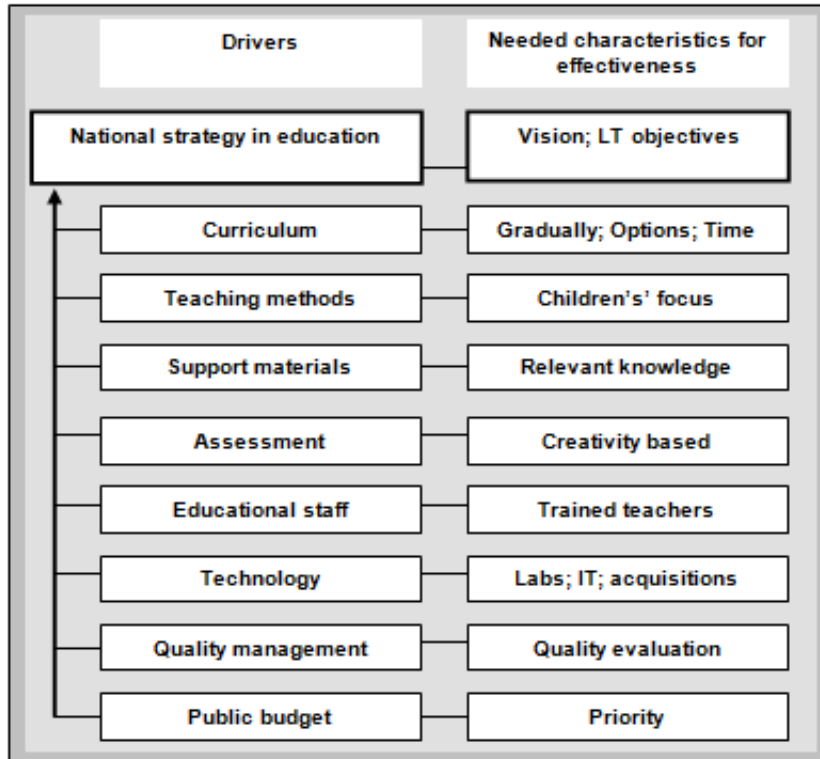 Drivers
Needed characteristics for
effectiveness
National strategy in education
Vision; LT objectives
Curriculum
Gradually; Options; Time
Teaching methods
Children's' focus
Support materials
Relevant knowledge
Assessment
Creativity based
Educational staff
Trained teachers
Technology
Labs; IT; acquisitions
Quality management
Quality evaluation
Public budget
Priority